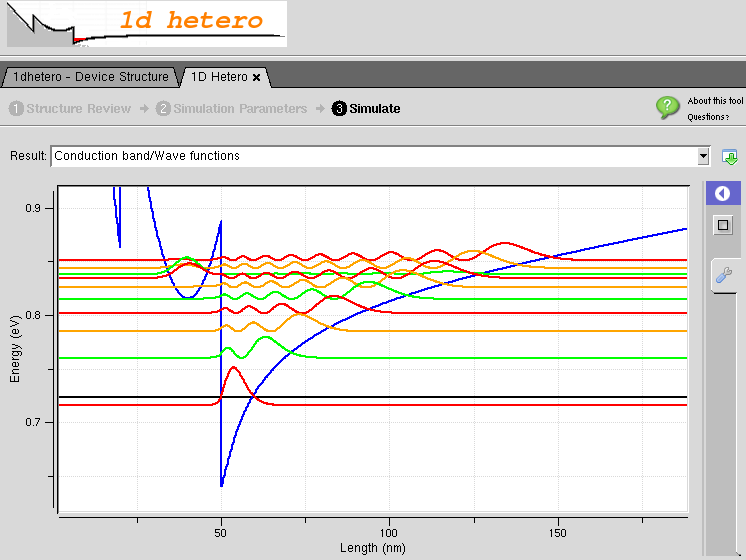 1d hetero
1dhetero - Device Structure
1D Hetero ×
1 Structure Review → 2 Simulation Parameters → 3 Simulate
? About this tool
Questions?
Result: Conduction band/Wave functions
0.9
0.8
0.7
Energy (eV)
50 100 150
Length (nm)